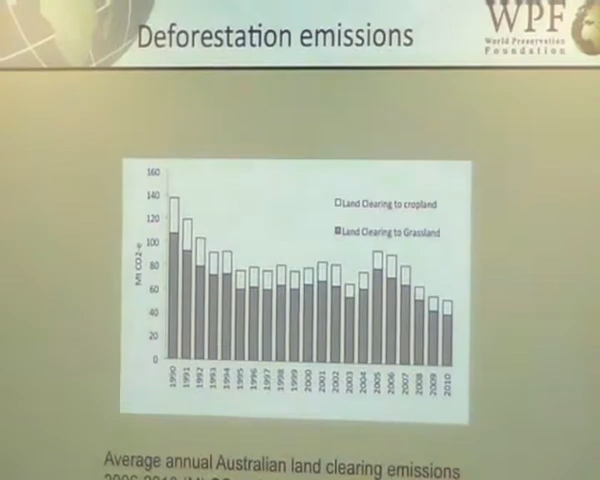 Deforestation emissions
WPF
World Preservation
Foundation
160
140
120
100
80
60
40
20
0
Mt CO2-e
Land Clearing to cropland
Land Clearing to Grassland
1990 1991 1992 1993 1994 1995 1996 1997 1998 1999 2000 2001 2002 2003 2004 2005 2006 2007 2008 2009 2010
Average annual Australian land clearing emissions